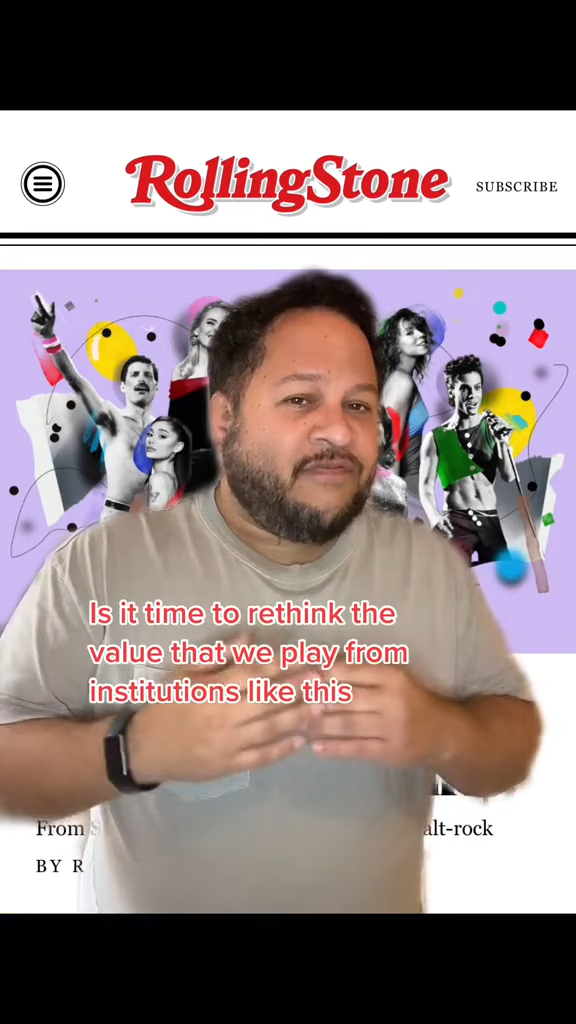 RollingStone
SUBSCRIBE
Is it time to rethink the
value that we play from
institutions like this
From
alt-rock
BY R